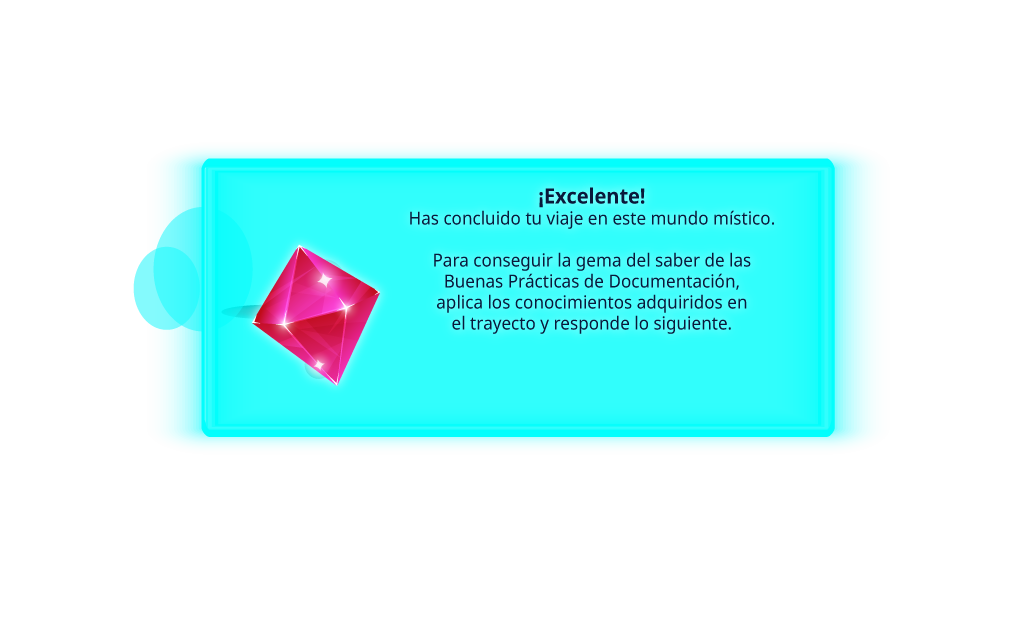 ¡Excelente!
Has concluido tu viaje en este mundo místico.
Para conseguir la gema del saber de las
Buenas Prácticas de Documentación,
aplica los conocimientos adquiridos en
el trayecto y responde lo siguiente.